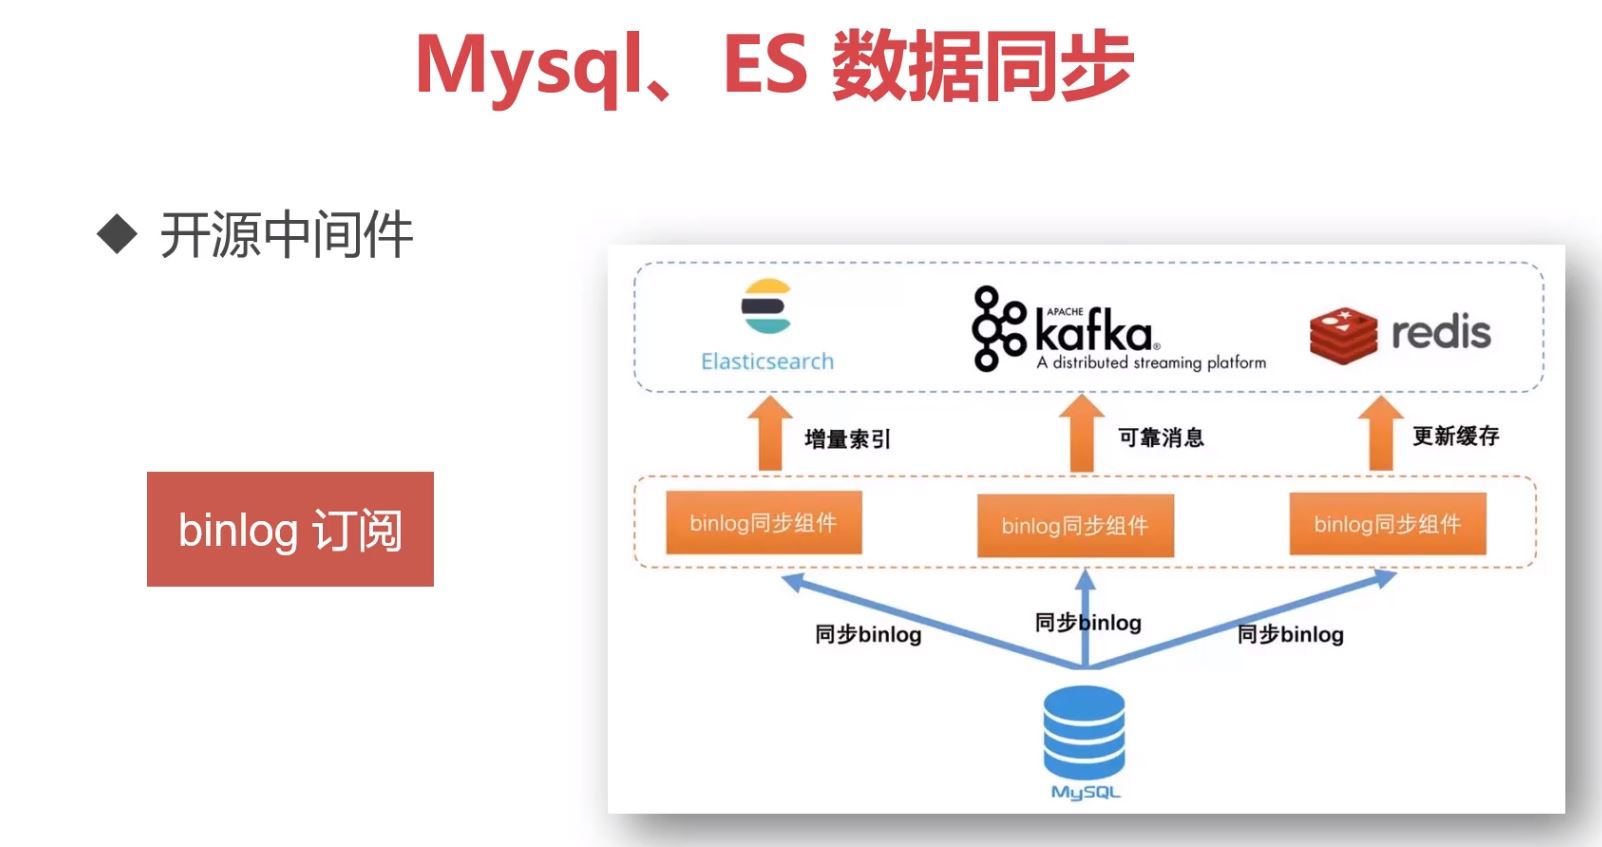 Mysql、ES 数据同步
◆ 开源中间件
binlog 订阅
Elasticsearch
APACHE
kafka®
A distributed streaming platform
redis
增量索引
可靠消息
更新缓存
binlog同步组件
binlog同步组件
binlog同步组件
同步binlog
同步binlog
同步binlog
MySQL